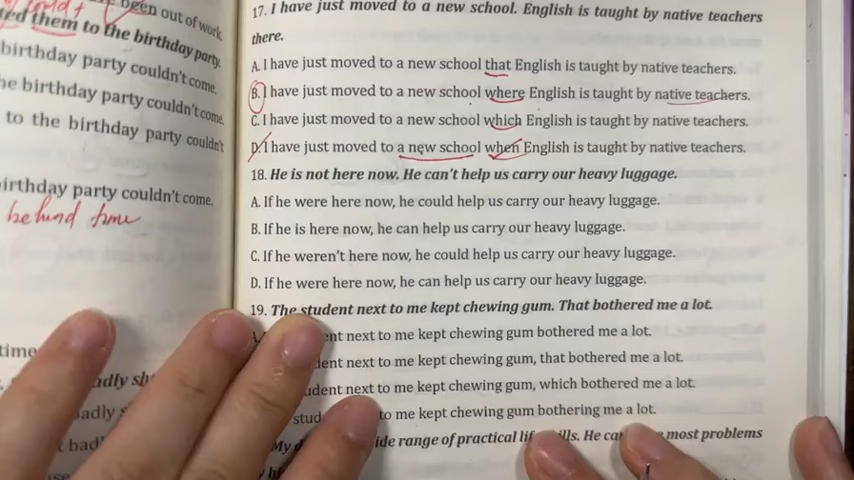 been out of work.
them to the birthday party.
birthday party couldn't come.
he birthday party couldn't come.
to the birthday party couldn't
birthday party couldn't come.
behind time
17. I have just moved to a new school. English is taught by native teachers
there.
A. I have just moved to a new school that English is taught by native teachers.
B. I have just moved to a new school where English is taught by native teachers.
C. I have just moved to a new school which English is taught by native teachers.
D. I have just moved to a new school when English is taught by native teachers.
18. He is not here now. He can't help us carry our heavy luggage.
A. If he were here now, he could help us carry our heavy luggage.
B. If he is here now, he can help us carry our heavy luggage.
C. If he weren't here now, he could help us carry our heavy luggage.
D. If he were here now, he can help us carry our heavy luggage.
19. The student next to me kept chewing gum. That bothered me a lot.
next to me kept chewing gum bothered me a lot.
next to me kept chewing gum, that bothered me a lot.
next to me kept chewing gum, which bothered me a lot.
to me kept chewing gum bothering me a lot.
My range of practical He most problems